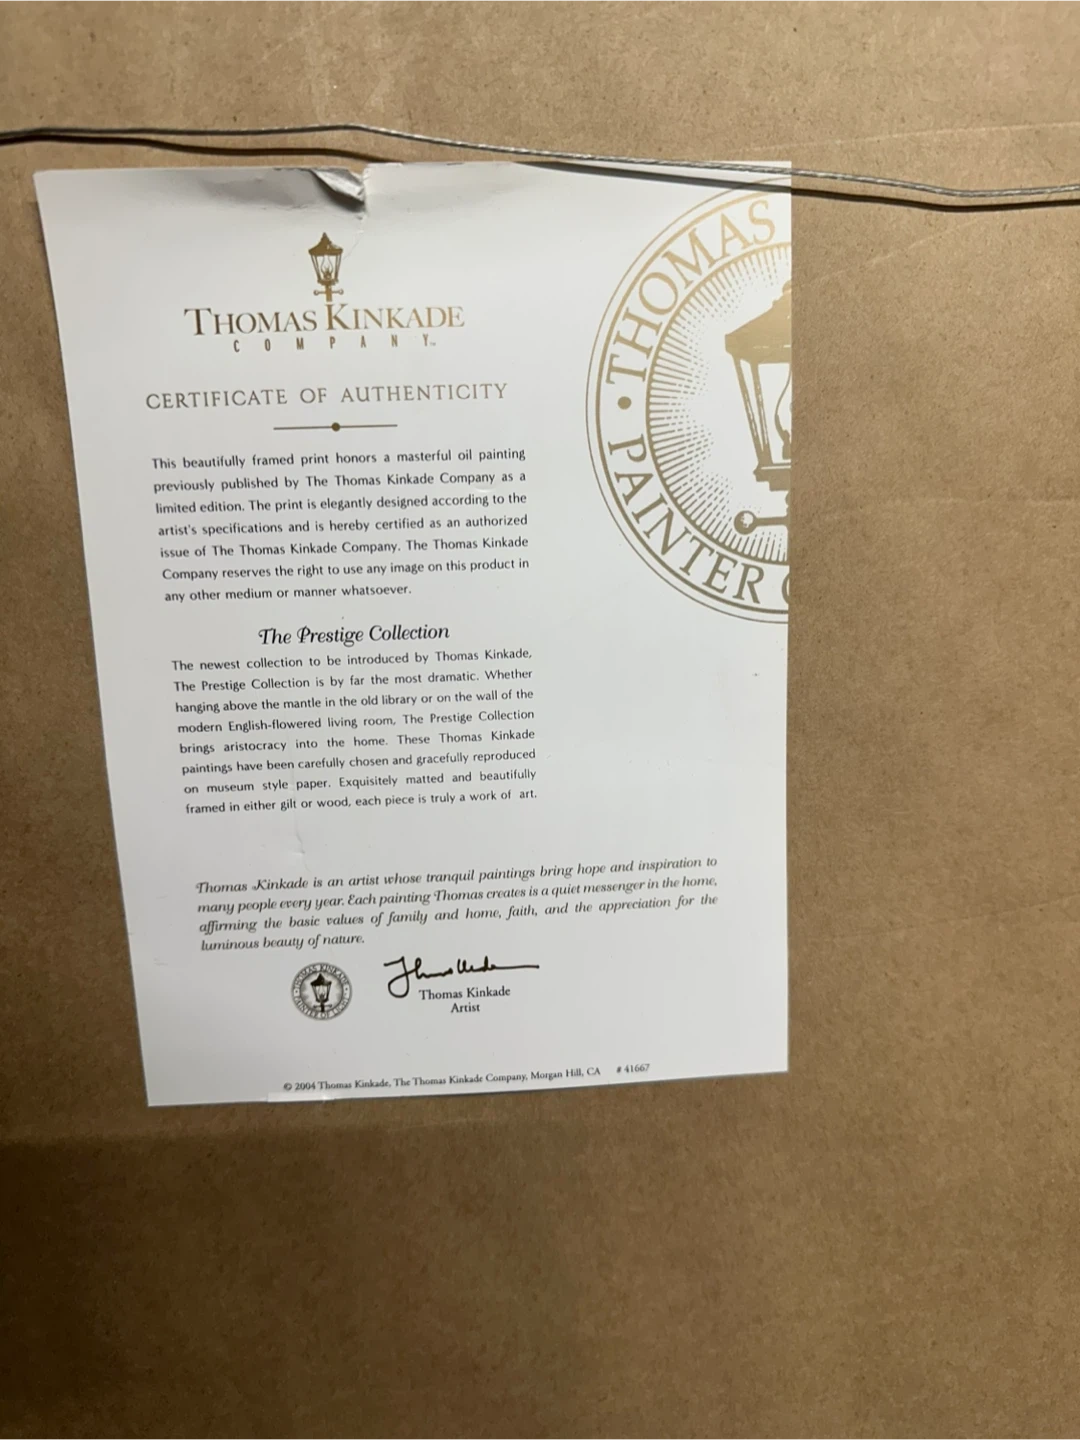 THOMAS KINKADE
COMPANY™
CERTIFICATE OF AUTHENTICITY
This beautifully framed print honors a masterful oil painting
previously published by The Thomas Kinkade Company as a
limited edition. The print is elegantly designed according to the
artist's specifications and is hereby certified as an authorized
issue of The Thomas Kinkade Company. The Thomas Kinkade
Company reserves the right to use any image on this product in
any other medium or manner whatsoever.
The Prestige Collection
The newest collection to be introduced by Thomas Kinkade,
The Prestige Collection is by far the most dramatic. Whether
hanging above the mantle in the old library or on the wall of the
modern English-flowered living room, The Prestige Collection
brings aristocracy into the home. These Thomas Kinkade
paintings have been carefully chosen and gracefully reproduced
on museum style paper. Exquisitely matted and beautifully
framed in either gilt or wood, each piece is truly a work of art.
Thomas Kinkade is an artist whose tranquil paintings bring hope and inspiration to
many people every year. Each painting Thomas creates is a quiet messenger in the home,
affirming the basic values of family and home, faith, and the appreciation for the
luminous beauty of nature.
THOMAS KINKADE
PAINTER OF LIGHT
Thomas Kinkade
Artist
© 2004 Thomas Kinkade, The Thomas Kinkade Company, Morgan Hill, CA # 41667
THOMAS
PAINTER